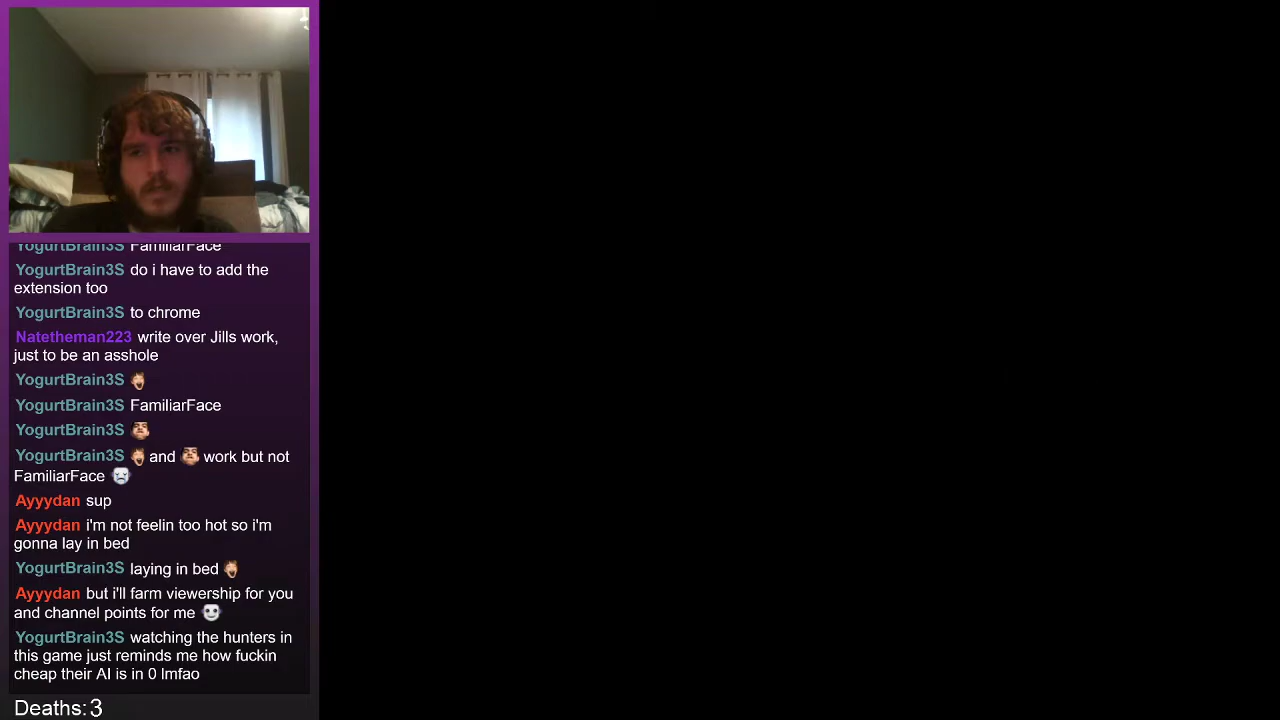 YogurtBrain3S FamiliarFace
YogurtBrain3S do i have to add the
extension too
YogurtBrain3S to chrome
Natetheman223 write over Jills work,
just to be an asshole
YogurtBrain3S
YogurtBrain3S FamiliarFace
YogurtBrain3S
YogurtBrain3S and work but not
FamiliarFace
Ayyydan sup
Ayyydan i'm not feelin too hot so i'm
gonna lay in bed
YogurtBrain3S laying in bed
Ayyydan but i'll farm viewership for you
and channel points for me
YogurtBrain3S watching the hunters in
this game just reminds me how fuckin
cheap their AI is in 0 lmfao
Deaths:3